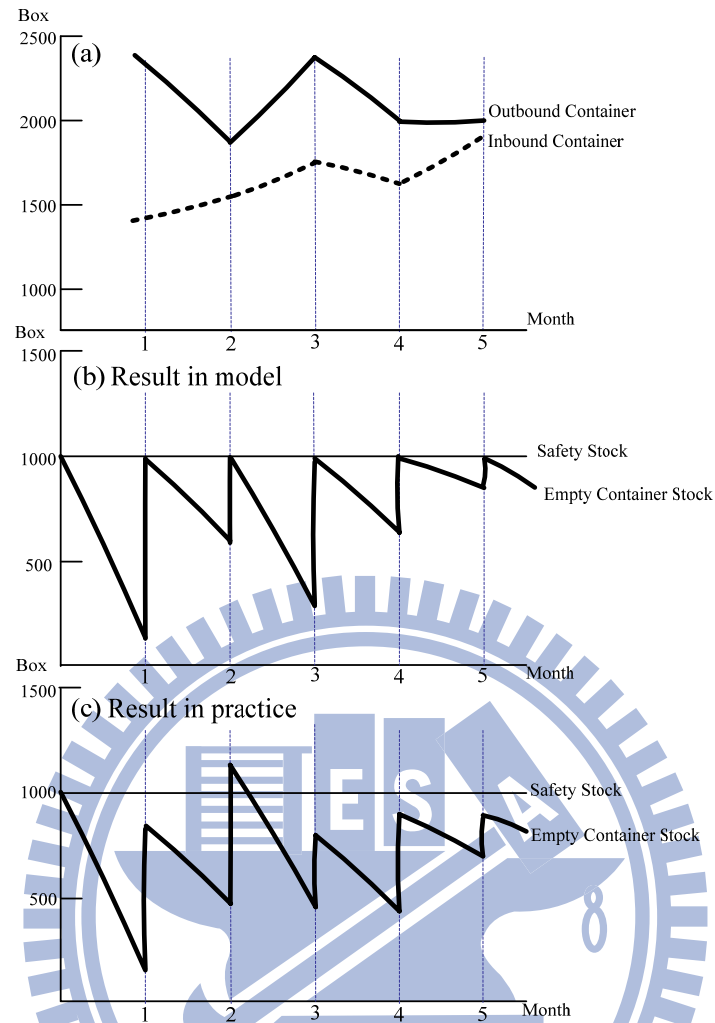 Box
2500
(a)
2000
Outbound Container
Inbound Container
1500
1000
Month
1 2 3 4 5
Box
1500
(b) Result in model
1000
Safety Stock
Empty Container Stock
500
Box
Month
1 2 3 4 5
1500
(c) Result in practice
1000
Safety Stock
E S A
Empty Container Stock
500
8
Month
1 2 3 4 5